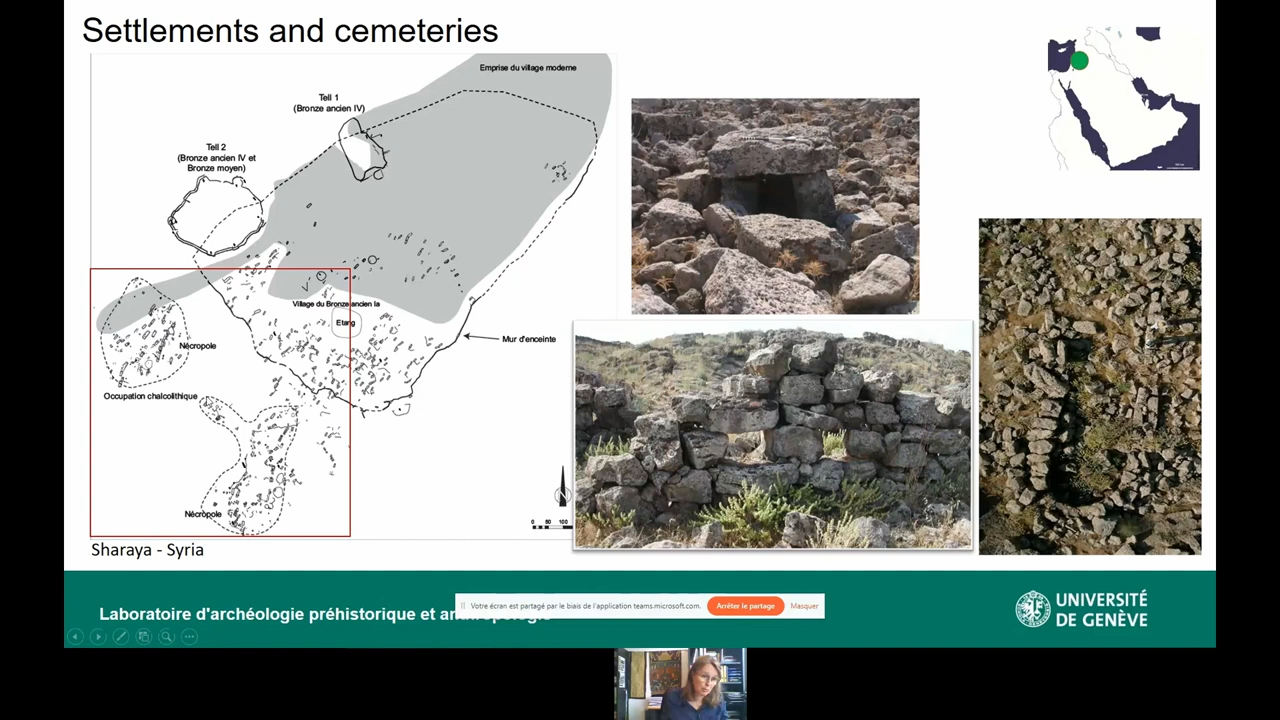 Settlements and cemeteries
Emprise du village moderne
Tell 1
(Bronze ancien IV)
Tell 2
(Bronze ancien IV et
Bronze moyen)
Village du Bronze ancien Ia
Etang
Mur d'enceinte
Nécropole
Occupation chalcolithique
Nécropole
N
0 50 100
Sharaya - Syria
Laboratoire d'archéologie préhistorique et anthropologie
Votre écran est partagé par le biais de l'application teams.microsoft.com.
Arrêter le partage
Masquer
UNIVERSITÉ
DE GENÈVE